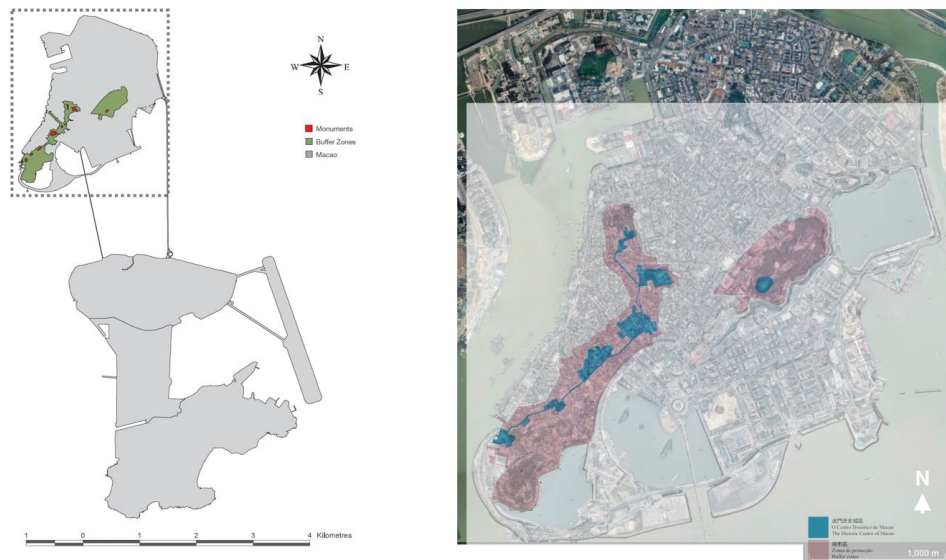 N
W E
S
Monuments
Buffer Zones
Macao
1 0 1 2 3 4 Kilometres
N
澳門歷史城區
O Centro Histórico de Macau
The Historic Centre of Macao
緩衝區
Zonas de protecção
Buffer zones
1,000 m